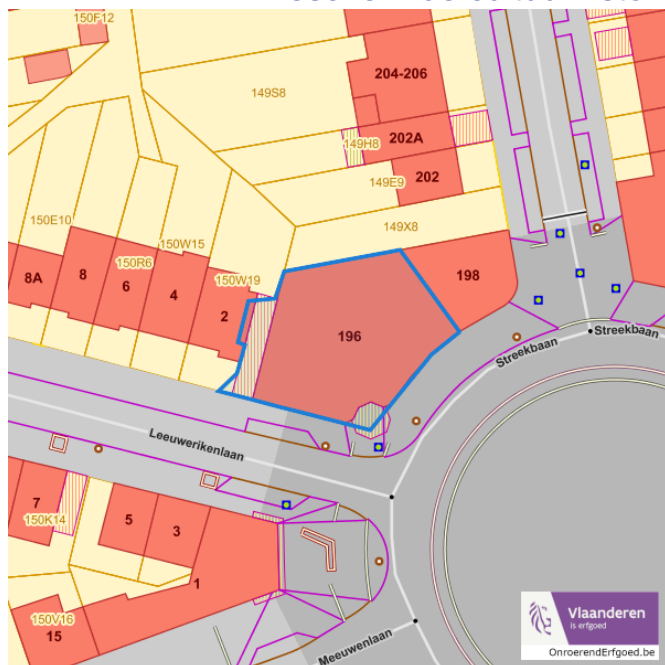 150F12
204-206
149S8
202A
149H8
202
149E9
150E10
149X8
150W15
150R6
150W19
8A
8
6
4
2
198
196
Streekbaan
Streekbaan
Leeuwerikenlaan
7
150K14
5
3
1
150V16
15
Meeuwenlaan
Vlaanderen
is erfgoed
OnroerendErfgoed.be